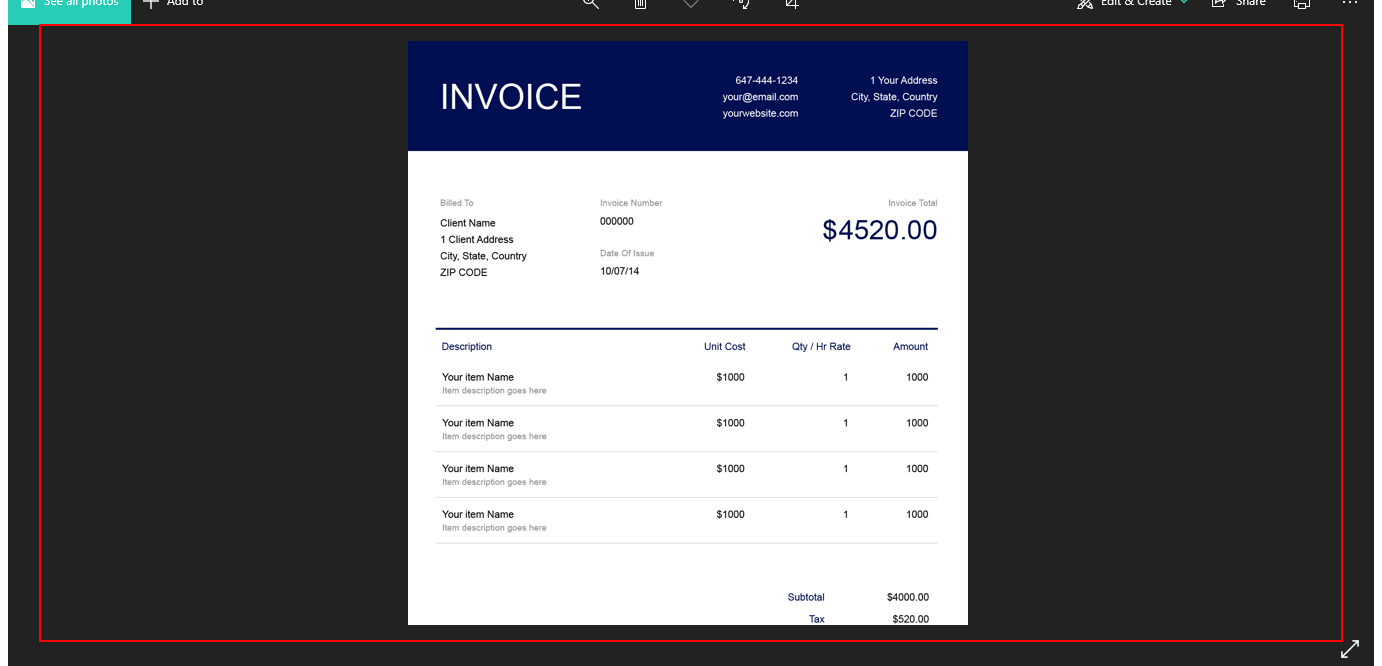 See all photos
Add to
Edit & Create
Share
INVOICE
647-444-1234
your@email.com
yourwebsite.com
1 Your Address
City, State, Country
ZIP CODE
Billed To
Client Name
1 Client Address
City, State, Country
ZIP CODE
Invoice Number
000000
Date Of Issue
10/07/14
Invoice Total
$4520.00
Description Unit Cost Qty / Hr Rate Amount
Your item Name $1000 1 1000
Item description goes here
Your item Name $1000 1 1000
Item description goes here
Your item Name $1000 1 1000
Item description goes here
Your item Name $1000 1 1000
Item description goes here
Subtotal $4000.00
Tax $520.00